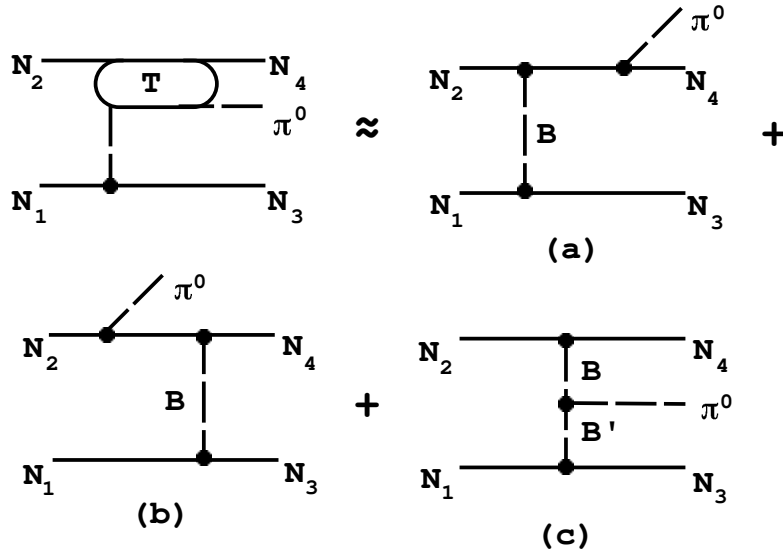 N2 T N4
π0
N1 N3
≈
π0
N2 N4
B
N1 N3
(a)
+
π0
N2 N4
B
N1 N3
(b)
+
N2 N4
B
π0
B'
N1 N3
(c)